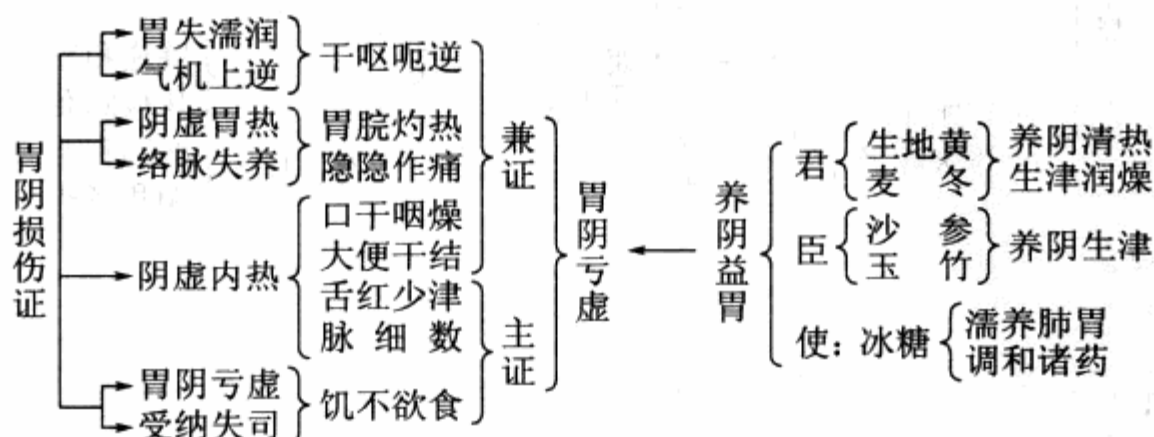 胃阴损伤证
胃失濡润
气机上逆
干呕呃逆
阴虚胃热
络脉失养
胃脘灼热
隐隐作痛
阴虚内热
口干咽燥
大便干结
舌红少津
脉细数
胃阴亏虚
受纳失司
饥不欲食
兼证
主证
胃阴亏虚
养阴益胃
君
生地黄
麦冬
养阴清热
生津润燥
臣
沙参
玉竹
养阴生津
使：冰糖
濡养肺胃
调和诸药